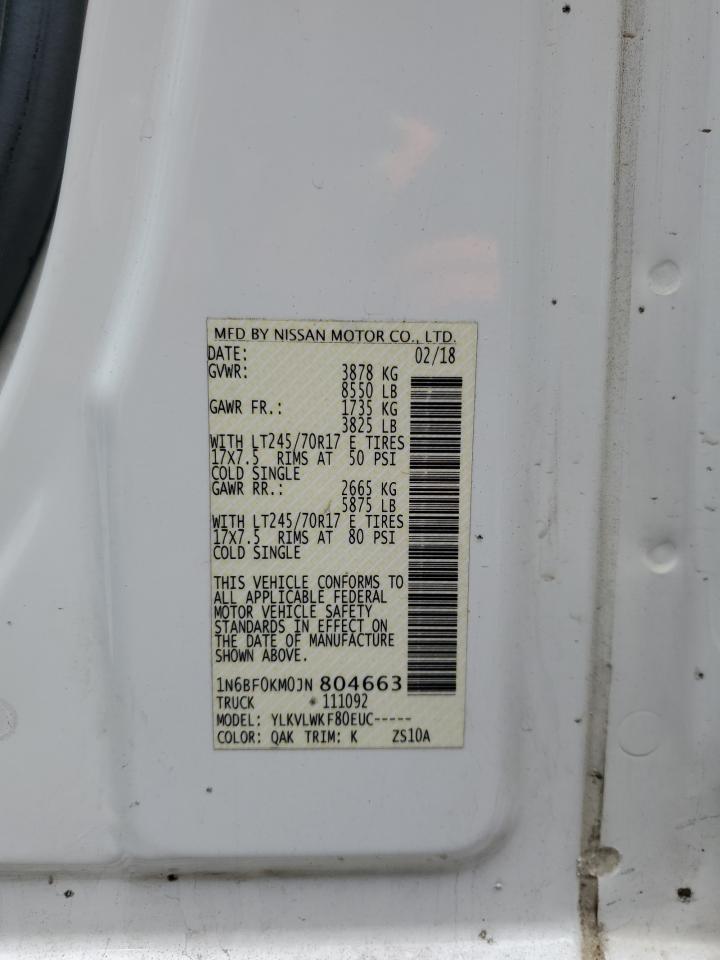 MFD BY NISSAN MOTOR CO., LTD.
DATE: 02/18
GVWR: 3878 KG
8550 LB
GAWR FR.: 1735 KG
3825 LB
WITH LT245/70R17 E TIRES
17X7.5 RIMS AT 50 PSI
COLD SINGLE
GAWR RR.: 2665 KG
5875 LB
WITH LT245/70R17 E TIRES
17X7.5 RIMS AT 80 PSI
COLD SINGLE
THIS VEHICLE CONFORMS TO
ALL APPLICABLE FEDERAL
MOTOR VEHICLE SAFETY
STANDARDS IN EFFECT ON
THE DATE OF MANUFACTURE
SHOWN ABOVE.
1N6BF0KM0JN804663
TRUCK 111092
MODEL: YLKVLWKF80EUC-----
COLOR: QAK TRIM: K ZS10A